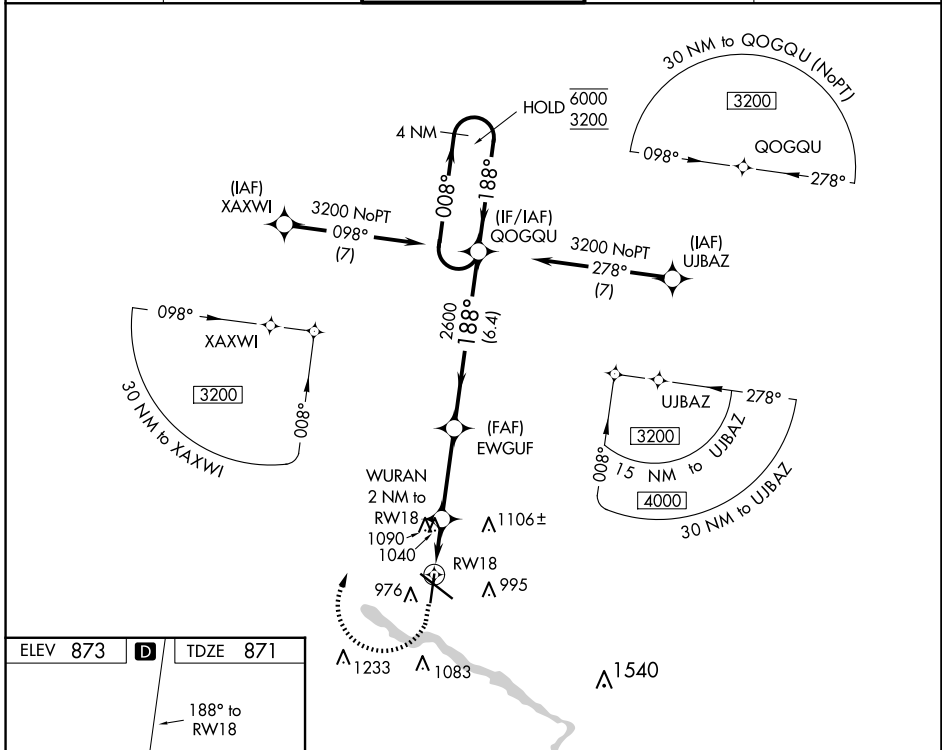 30 NM to QOGQU (NoPT)
3200
QOGQU
098°
278°
HOLD 6000
3200
4 NM
008°
188°
(IAF)
XAXWI
3200 NoPT
098°
(7)
(IF/IAF)
QOGQU
3200 NoPT
278°
(7)
(IAF)
UJBAZ
2600
188°
(6.4)
098°
XAXWI
3200
008°
30 NM to XAXWI
UJBAZ
278°
3200
008°
15 NM to UJBAZ
4000
30 NM to UJBAZ
(FAF)
EWGUF
WURAN
2 NM to
RW18
1090
1040
1106±
RW18
976
995
1233
1083
1540
ELEV 873
D
TDZE 871
188° to
RW18